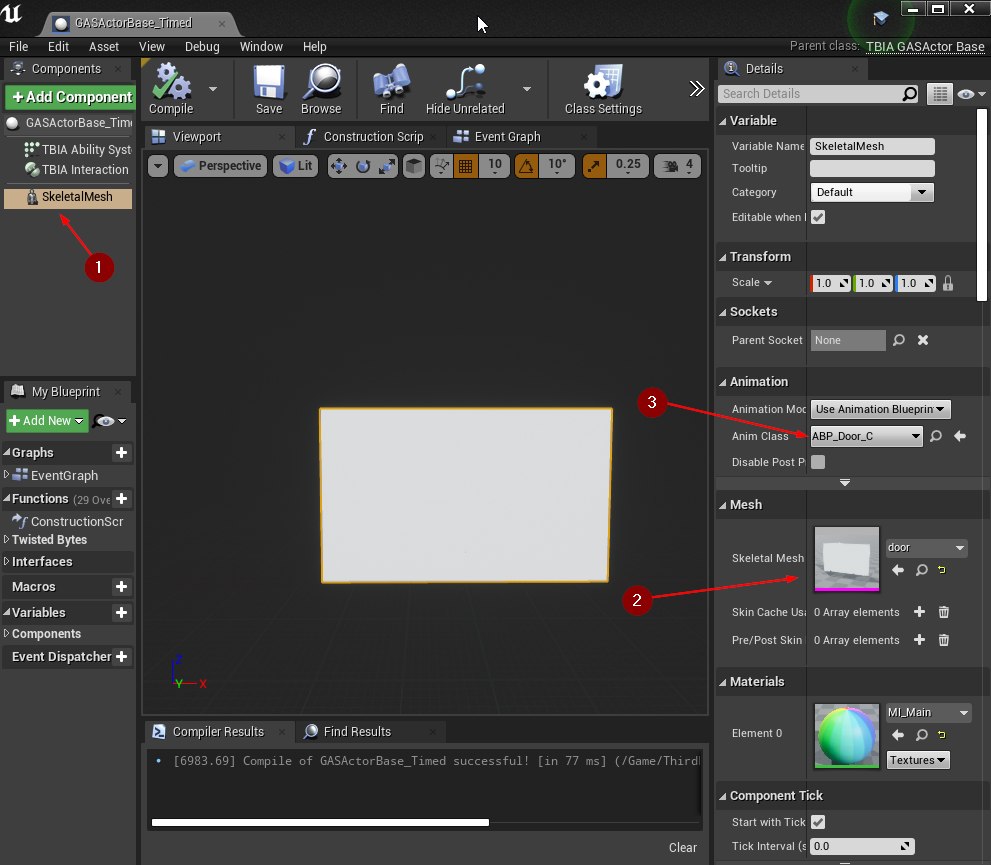 GASActorBase_Timed
File Edit Asset View Debug Window Help
Parent class: TBIA GASActor Base
Components
+Add Component
GASActorBase_Time
TBIA Ability Syst
TBIA Interaction
SkeletalMesh
1
My Blueprint
+Add New
Graphs
EventGraph
Functions (29 Ove
ConstructionScr
Twisted Bytes
Interfaces
Macros
Variables
Components
Event Dispatcher
Compile Save Browse Find Hide Unrelated Class Settings
Viewport Construction Scrip Event Graph
Perspective Lit 10 10° 0.25 4
Z
Y X
Compiler Results Find Results
[6983.69] Compile of GASActorBase_Timed successful! [in 77 ms] (/Game/Third
Clear
Details
Search Details
Variable
Variable Name SkeletalMesh
Tooltip
Category Default
Editable when
Transform
Scale 1.0 1.0 1.0
Sockets
Parent Socket None
Animation
Animation Mod Use Animation Blueprin
3
Anim Class ABP_Door_C
Disable Post P
Mesh
Skeletal Mesh door
2
Skin Cache Usa 0 Array elements
Pre/Post Skin 0 Array elements
Materials
Element 0 MI_Main
Textures
Component Tick
Start with Tick
Tick Interval (s 0.0